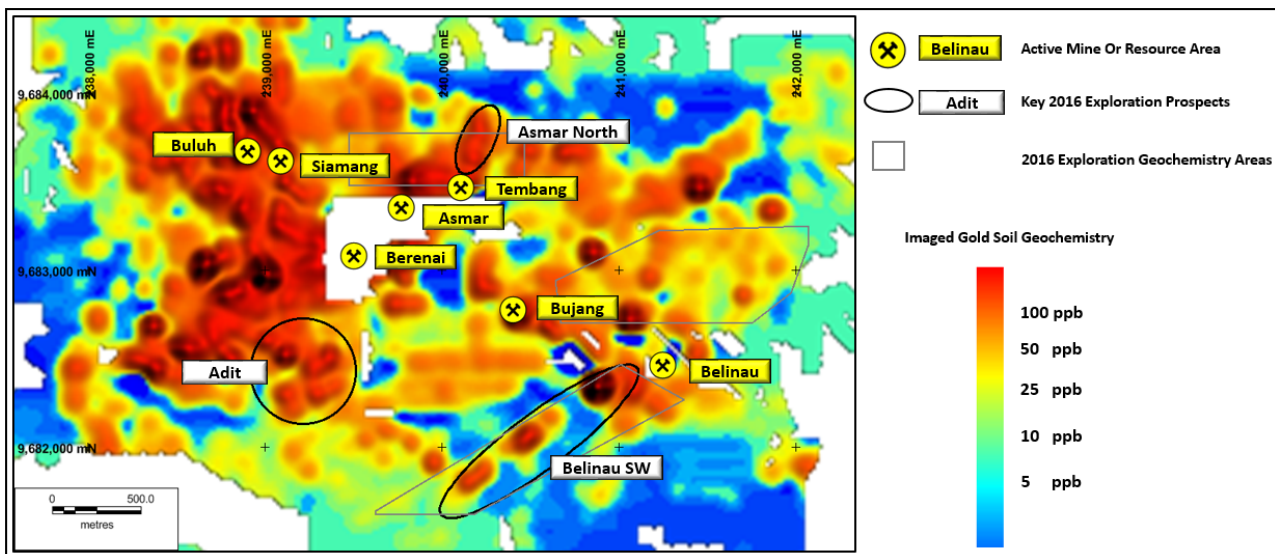 238,000 mE
239,000 mE
240,000 mE
241,000 mE
242,000 mE
9,684,000 mN
9,683,000 mN
9,682,000 mN
Buluh
Siamang
Asmar North
Tembang
Asmar
Berenai
Bujang
Adit
Belinau
Belinau SW
0 500.0
metres
Belinau Active Mine Or Resource Area
Adit Key 2016 Exploration Prospects
2016 Exploration Geochemistry Areas
Imaged Gold Soil Geochemistry
100 ppb
50 ppb
25 ppb
10 ppb
5 ppb